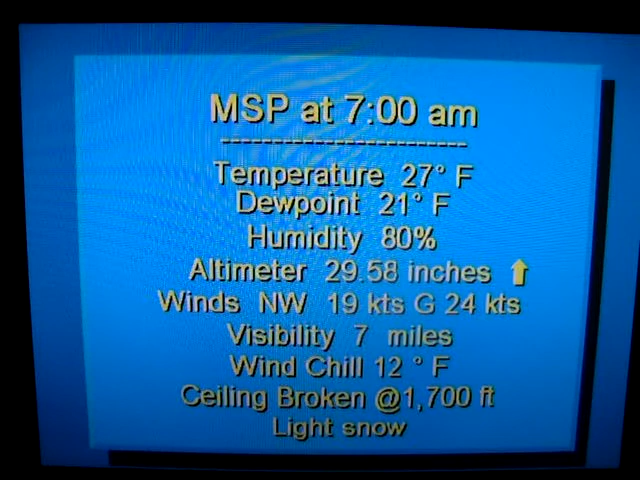 MSP at 7:00 am
------------------------
Temperature 27° F
Dewpoint 21° F
Humidity 80%
Altimeter 29.58 inches ⬆
Winds NW 19 kts G 24 kts
Visibility 7 miles
Wind Chill 12 ° F
Ceiling Broken @1,700 ft
Light snow